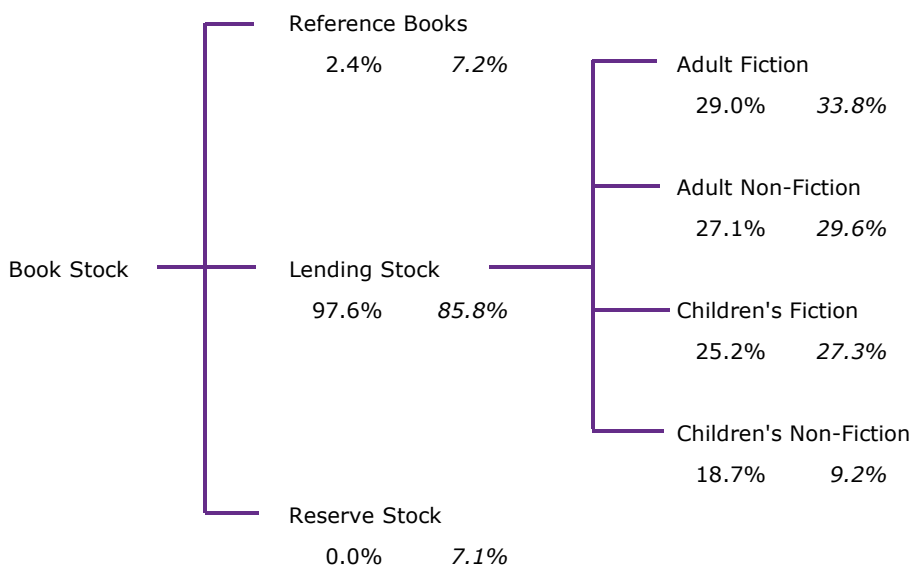 Reference Books
2.4% 7.2%
Adult Fiction
29.0% 33.8%
Adult Non-Fiction
27.1% 29.6%
Book Stock
Lending Stock
97.6% 85.8%
Children's Fiction
25.2% 27.3%
Children's Non-Fiction
18.7% 9.2%
Reserve Stock
0.0% 7.1%